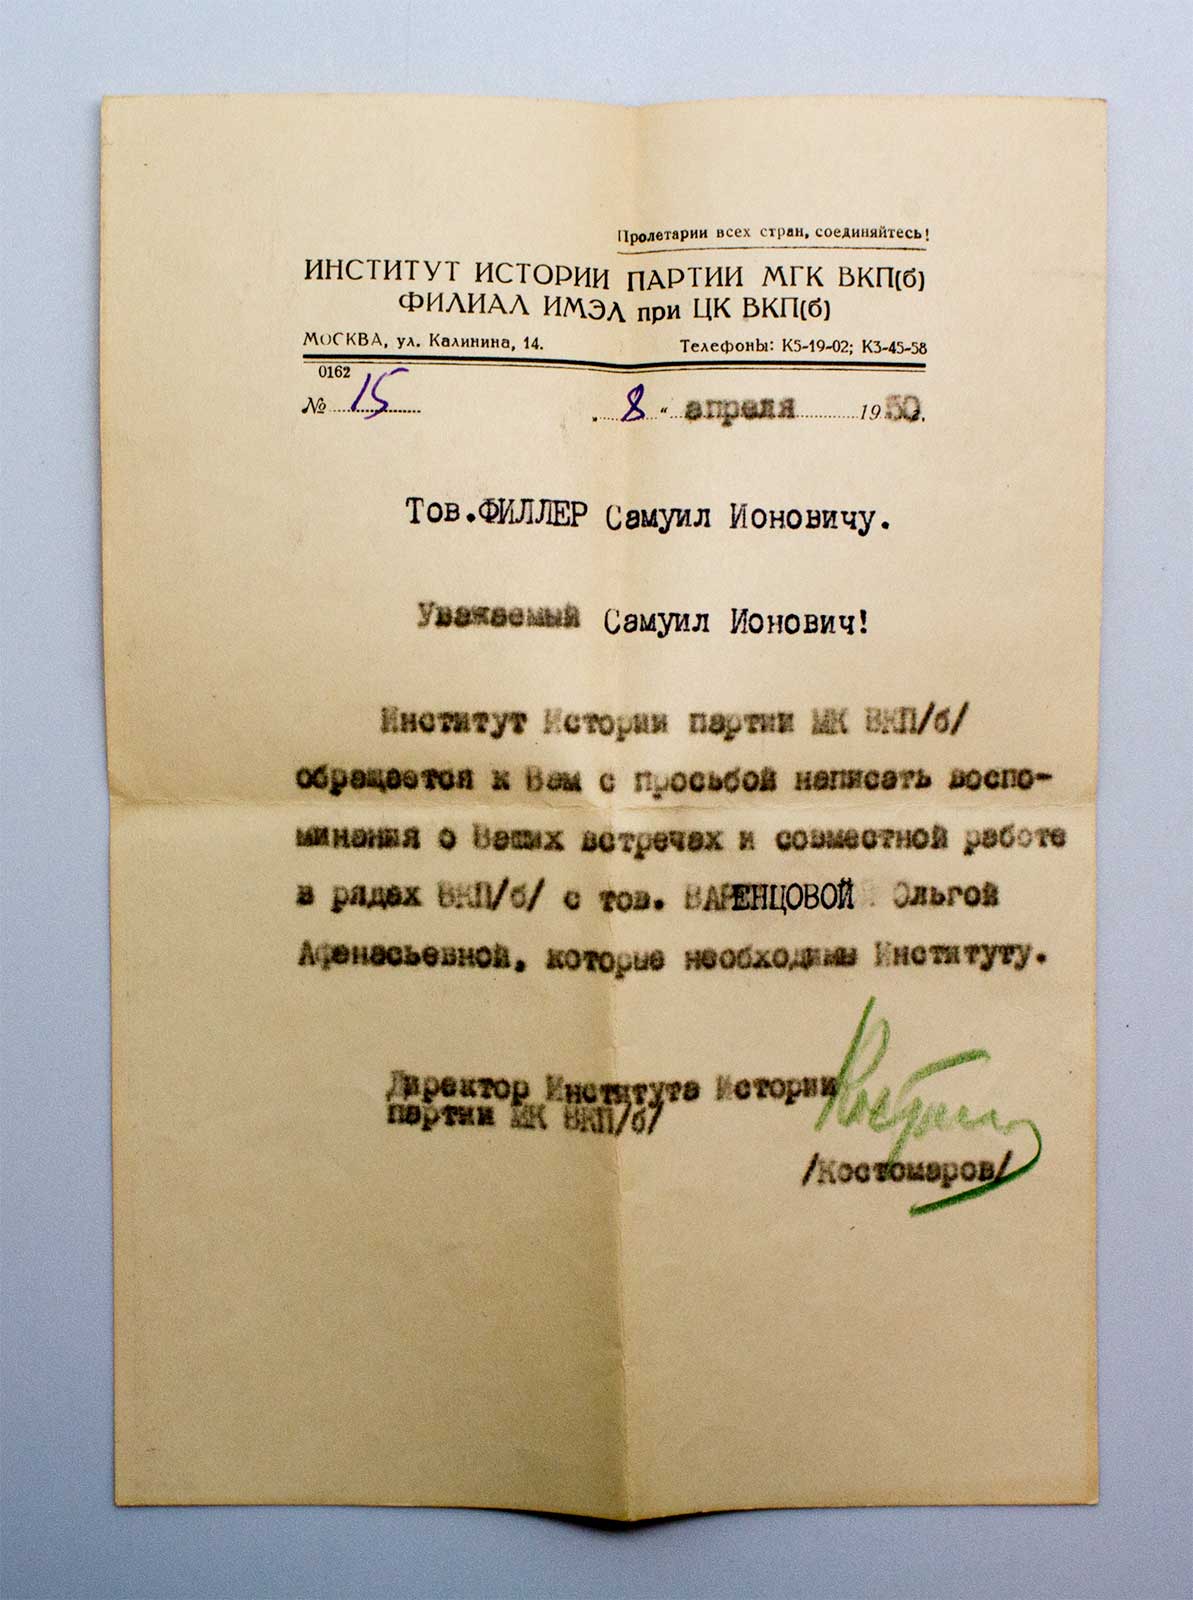 Пролетарии всех стран, соединяйтесь!
ИНСТИТУТ ИСТОРИИ ПАРТИИ МГК ВКП(б)
ФИЛИАЛ ИМЭЛ при ЦК ВКП(б)
МОСКВА, ул. Калинина, 14. Телефоны: К5-19-02; К3-45-58
0162
№ 15 „ 8 “ апреля 1950 г.
Тов.ФИЛЛЕР Самуил Ионовичу.
Уважаемый Самуил Ионович!
Институт Истории партии МК ВКП/б/
обращается к Вам с просьбой написать воспо-
минания о Ваших встречах и совместной работе
в рядах ВКП/б/ с тов. ВАРЕНЦОВОЙ Ольгой
Афанасьевной, которые необходимы Институту.
Директор Института Истории
партии МК ВКП/б/
/Костомаров/